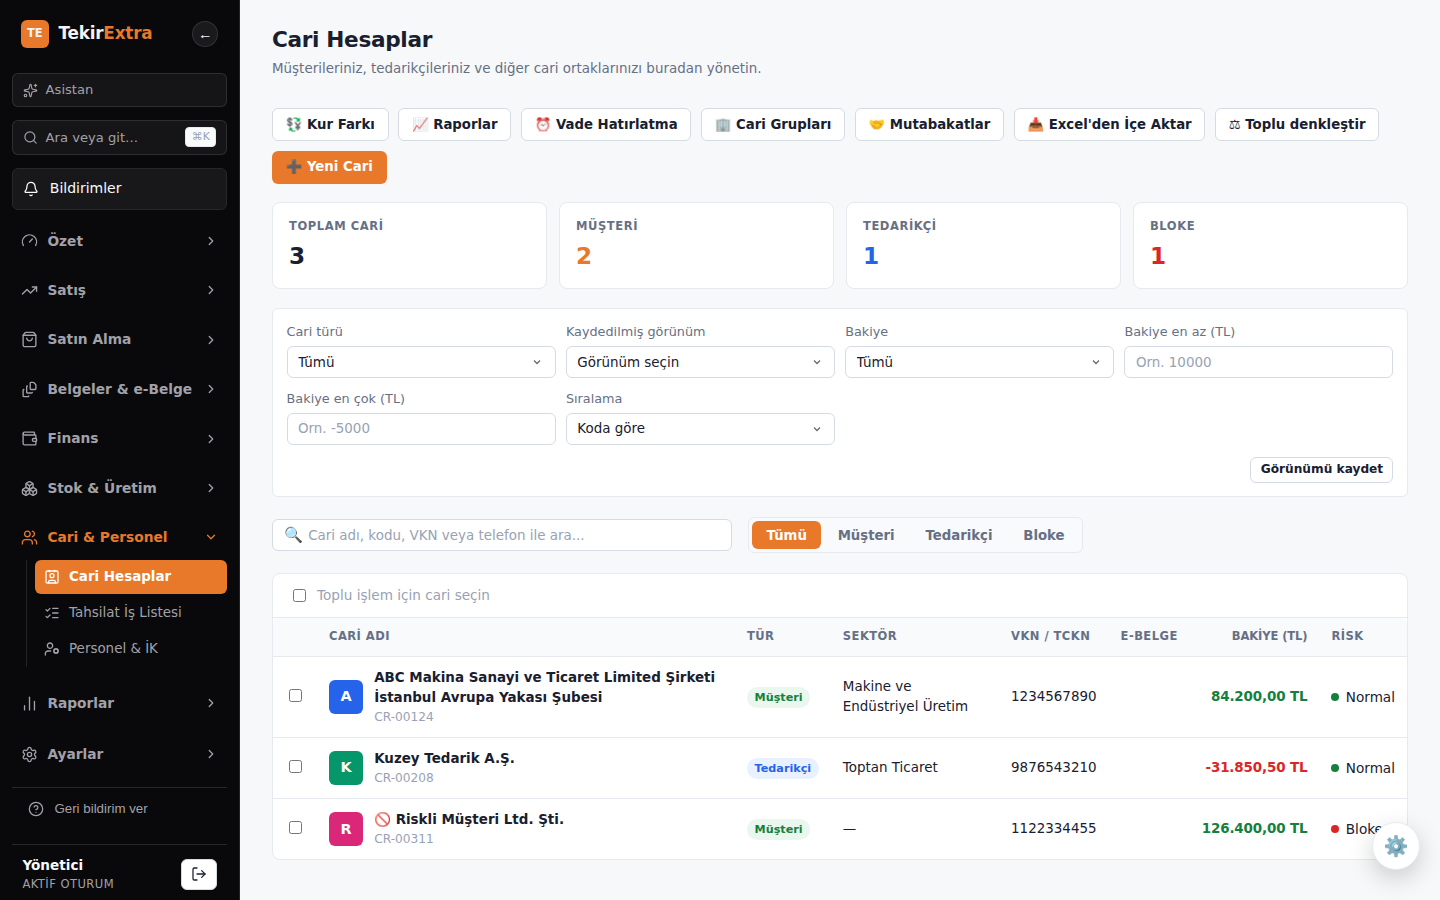 TE TekirExtra ←
Asistan
Ara veya git... ⌘K
Bildirimler
Özet
Satış
Satın Alma
Belgeler & e-Belge
Finans
Stok & Üretim
Cari & Personel
Cari Hesaplar
Tahsilat İş Listesi
Personel & İK
Raporlar
Ayarlar
Geri bildirim ver
Yönetici
AKTİF OTURUM
Cari Hesaplar
Müşterileriniz, tedarikçileriniz ve diğer cari ortaklarınızı buradan yönetin.
💱 Kur Farkı 📈 Raporlar ⏰ Vade Hatırlatma 🏢 Cari Grupları 🤝 Mutabakatlar 📥 Excel'den İçe Aktar ⚖ Toplu denkleştir
➕ Yeni Cari
TOPLAM CARİ MÜŞTERİ TEDARİKÇİ BLOKE
3 2 1 1
Cari türü Kaydedilmiş görünüm Bakiye Bakiye en az (TL)
Tümü Görünüm seçin Tümü Örn. 10000
Bakiye en çok (TL) Sıralama
Örn. -5000 Koda göre
Görünümü kaydet
🔍 Cari adı, kodu, VKN veya telefon ile ara... Tümü Müşteri Tedarikçi Bloke
Toplu işlem için cari seçin
CARİ ADI TÜR SEKTÖR VKN / TCKN E-BELGE BAKİYE (TL) RİSK
A ABC Makina Sanayi ve Ticaret Limited Şirketi
İstanbul Avrupa Yakası Şubesi
CR-00124
Müşteri
Makine ve
Endüstriyel Üretim
1234567890 84.200,00 TL Normal
K Kuzey Tedarik A.Ş.
CR-00208
Tedarikçi Toptan Ticaret 9876543210 -31.850,50 TL Normal
R 🚫 Riskli Müşteri Ltd. Şti.
CR-00311
Müşteri — 1122334455 126.400,00 TL Bloke